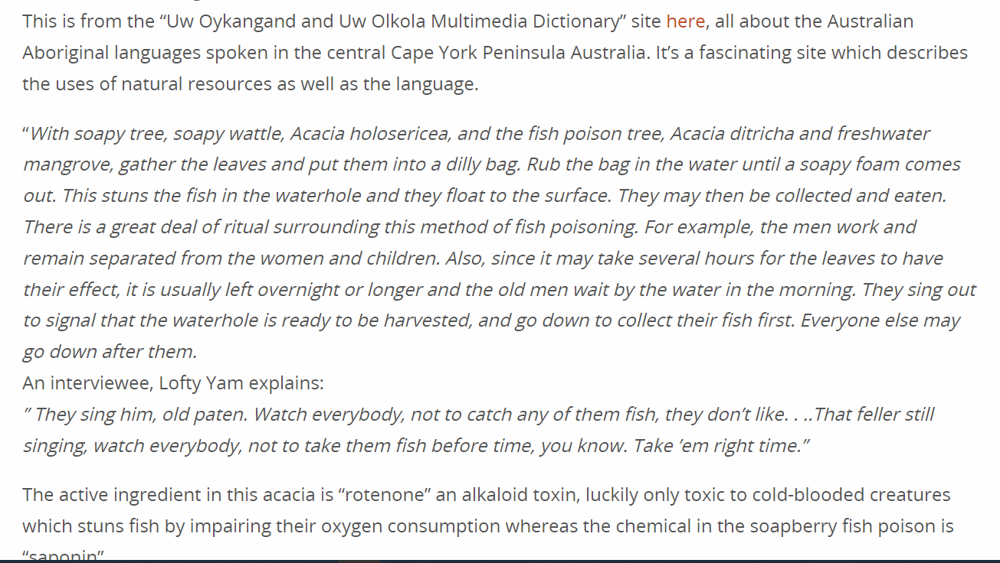 This is from the “Uw Oykangand and Uw Olkola Multimedia Dictionary” site here, all about the Australian
Aboriginal languages spoken in the central Cape York Peninsula Australia. It’s a fascinating site which describes
the uses of natural resources as well as the language.
“With soapy tree, soapy wattle, Acacia holosericea, and the fish poison tree, Acacia ditricha and freshwater
mangrove, gather the leaves and put them into a dilly bag. Rub the bag in the water until a soapy foam comes
out. This stuns the fish in the waterhole and they float to the surface. They may then be collected and eaten.
There is a great deal of ritual surrounding this method of fish poisoning. For example, the men work and
remain separated from the women and children. Also, since it may take several hours for the leaves to have
their effect, it is usually left overnight or longer and the old men wait by the water in the morning. They sing out
to signal that the waterhole is ready to be harvested, and go down to collect their fish first. Everyone else may
go down after them.
An interviewee, Lofty Yam explains:
” They sing him, old paten. Watch everybody, not to catch any of them fish, they don’t like. . ..That feller still
singing, watch everybody, not to take them fish before time, you know. Take ’em right time.”
The active ingredient in this acacia is “rotenone” an alkaloid toxin, luckily only toxic to cold-blooded creatures
which stuns fish by impairing their oxygen consumption whereas the chemical in the soapberry fish poison is
“saponin”